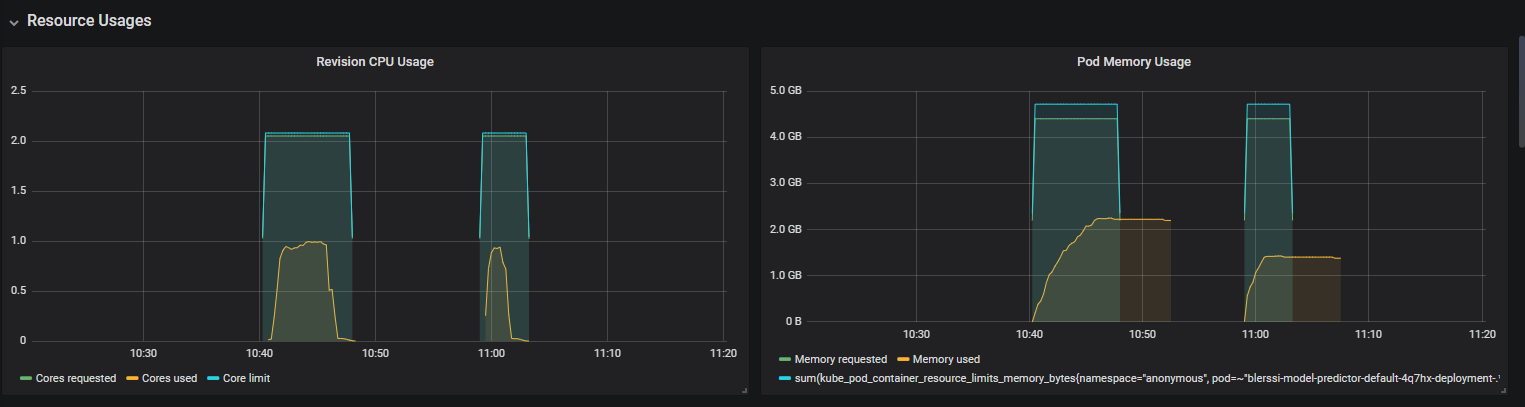 Resource Usages
Revision CPU Usage
2.5
2.0
1.5
1.0
0.5
0
10:30 10:40 10:50 11:00 11:10 11:20
Cores requested Cores used Core limit
Pod Memory Usage
5.0 GB
4.0 GB
3.0 GB
2.0 GB
1.0 GB
0 B
10:30 10:40 10:50 11:00 11:10 11:20
Memory requested Memory used
sum(kube_pod_container_resource_limits_memory_bytes{namespace="anonymous", pod=~"blerssi-model-predictor-default-4q7hx-deployment-.